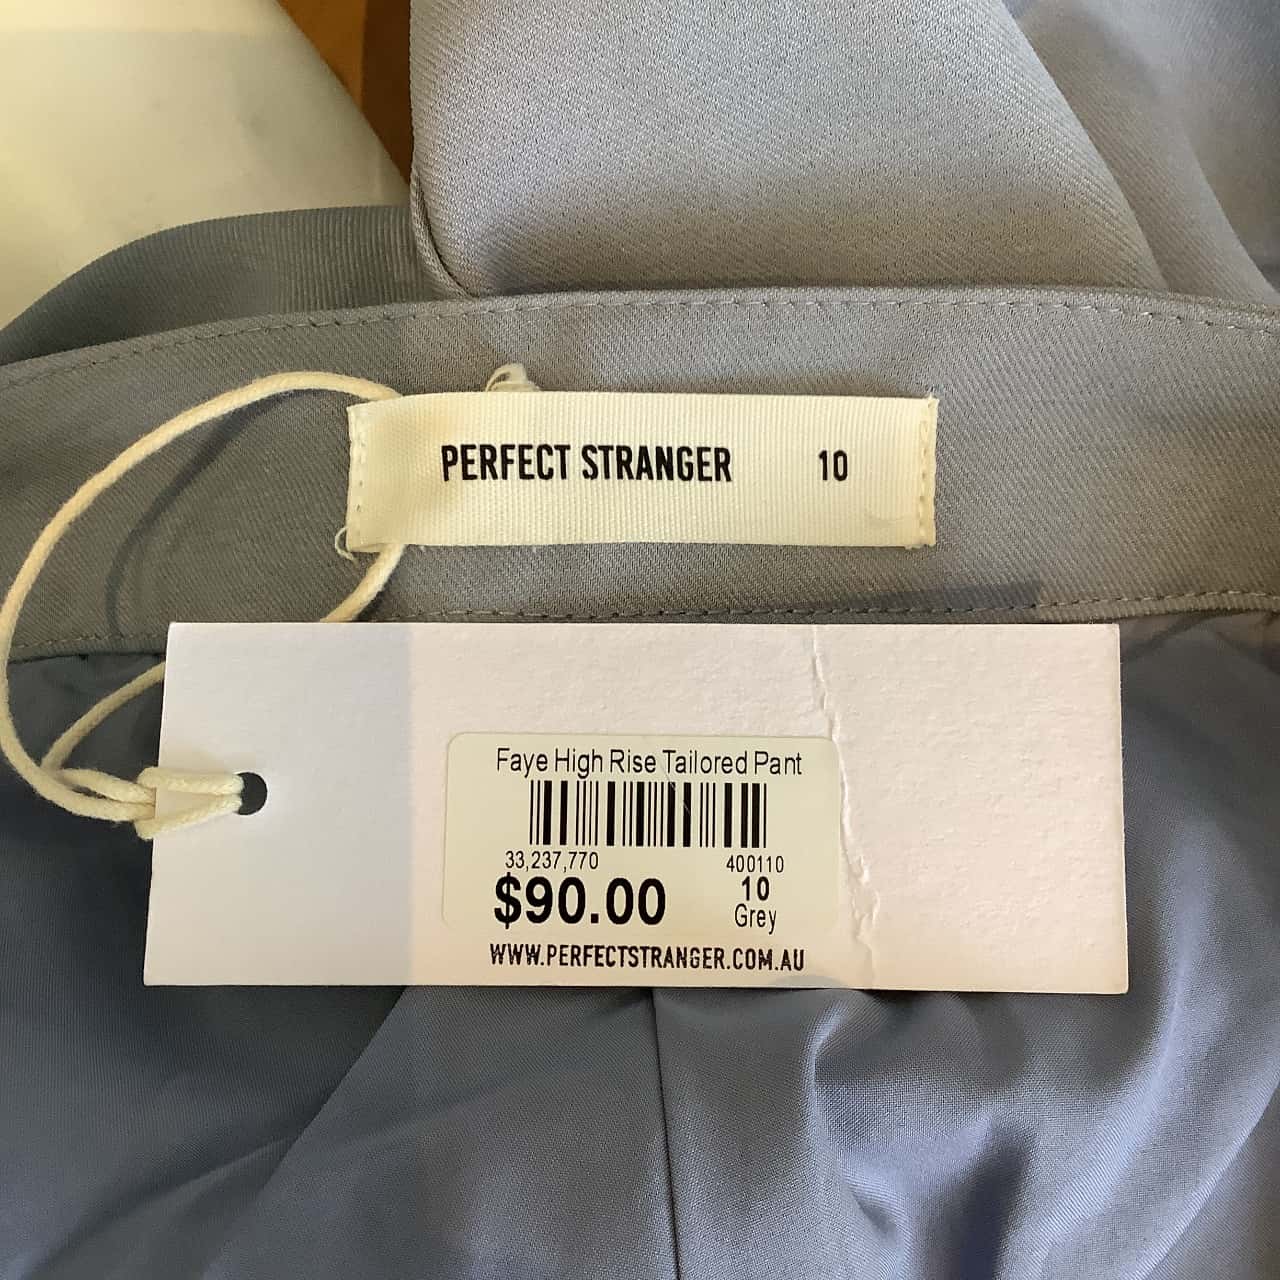 PERFECT STRANGER 10
Faye High Rise Tailored Pant
33,237,770 400110
$90.00 10
Grey
WWW.PERFECTSTRANGER.COM.AU